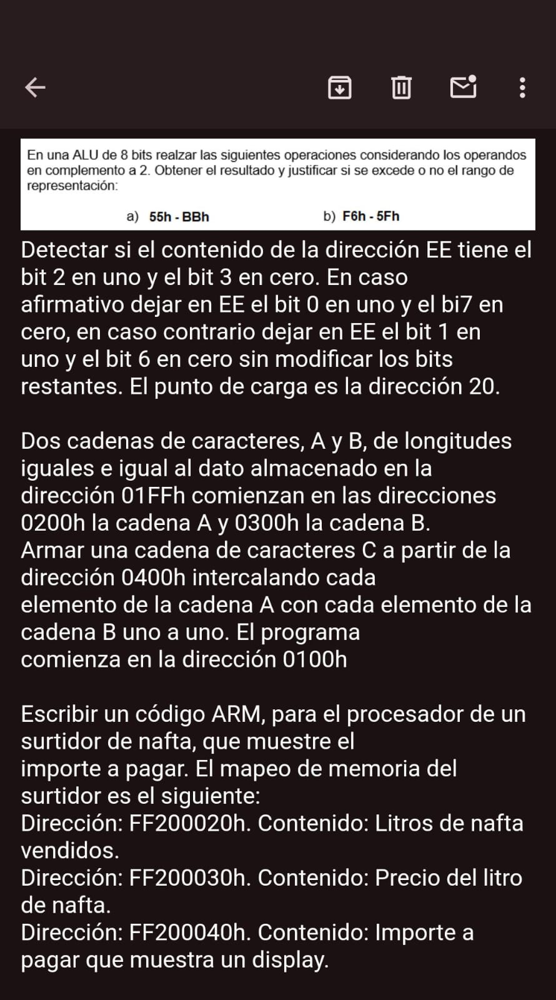 En una ALU de 8 bits realzar las siguientes operaciones considerando los operandos
en complemento a 2. Obtener el resultado y justificar si se excede o no el rango de
representación:
a) 55h - BBh b) F6h - 5Fh
Detectar si el contenido de la dirección EE tiene el
bit 2 en uno y el bit 3 en cero. En caso
afirmativo dejar en EE el bit 0 en uno y el bi7 en
cero, en caso contrario dejar en EE el bit 1 en
uno y el bit 6 en cero sin modificar los bits
restantes. El punto de carga es la dirección 20.
Dos cadenas de caracteres, A y B, de longitudes
iguales e igual al dato almacenado en la
dirección 01FFh comienzan en las direcciones
0200h la cadena A y 0300h la cadena B.
Armar una cadena de caracteres C a partir de la
dirección 0400h intercalando cada
elemento de la cadena A con cada elemento de la
cadena B uno a uno. El programa
comienza en la dirección 0100h
Escribir un código ARM, para el procesador de un
surtidor de nafta, que muestre el
importe a pagar. El mapeo de memoria del
surtidor es el siguiente:
Dirección: FF200020h. Contenido: Litros de nafta
vendidos.
Dirección: FF200030h. Contenido: Precio del litro
de nafta.
Dirección: FF200040h. Contenido: Importe a
pagar que muestra un display.